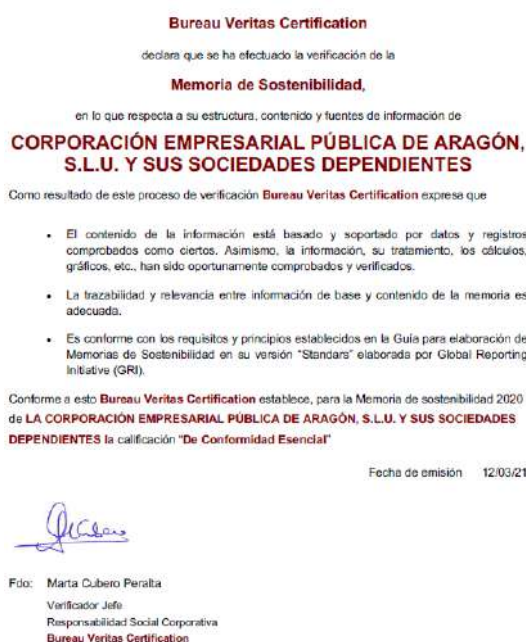 Bureau Veritas Certification
declara que se ha efectuado la verificación de la
Memoria de Sostenibilidad,
en lo que respecta a su estructura, contenido y fuentes de información de
CORPORACIÓN EMPRESARIAL PÚBLICA DE ARAGÓN,
S.L.U. Y SUS SOCIEDADES DEPENDIENTES
Como resultado de este proceso de verificación Bureau Veritas Certification expresa que
• El contenido de la información está basado y soportado por datos y registros
comprobados como ciertos. Asimismo, la información, su tratamiento, los cálculos,
gráficos, etc., han sido oportunamente comprobados y verificados.
• La trazabilidad y relevancia entre información de base y contenido de la memoria es
adecuada.
• Es conforme con los requisitos y principios establecidos en la Guía para elaboración de
Memorias de Sostenibilidad en su versión "Standars" elaborada por Global Reporting
Initiative (GRI).
Conforme a esto Bureau Veritas Certification establece, para la Memoria de sostenibilidad 2020
de LA CORPORACIÓN EMPRESARIAL PÚBLICA DE ARAGÓN, S.L.U. Y SUS SOCIEDADES
DEPENDIENTES la calificación "De Conformidad Esencial"
Fecha de emisión 12/03/21
Fdo: Marta Cubero Peralta
Verificador Jefe
Responsabilidad Social Corporativa
Bureau Veritas Certification